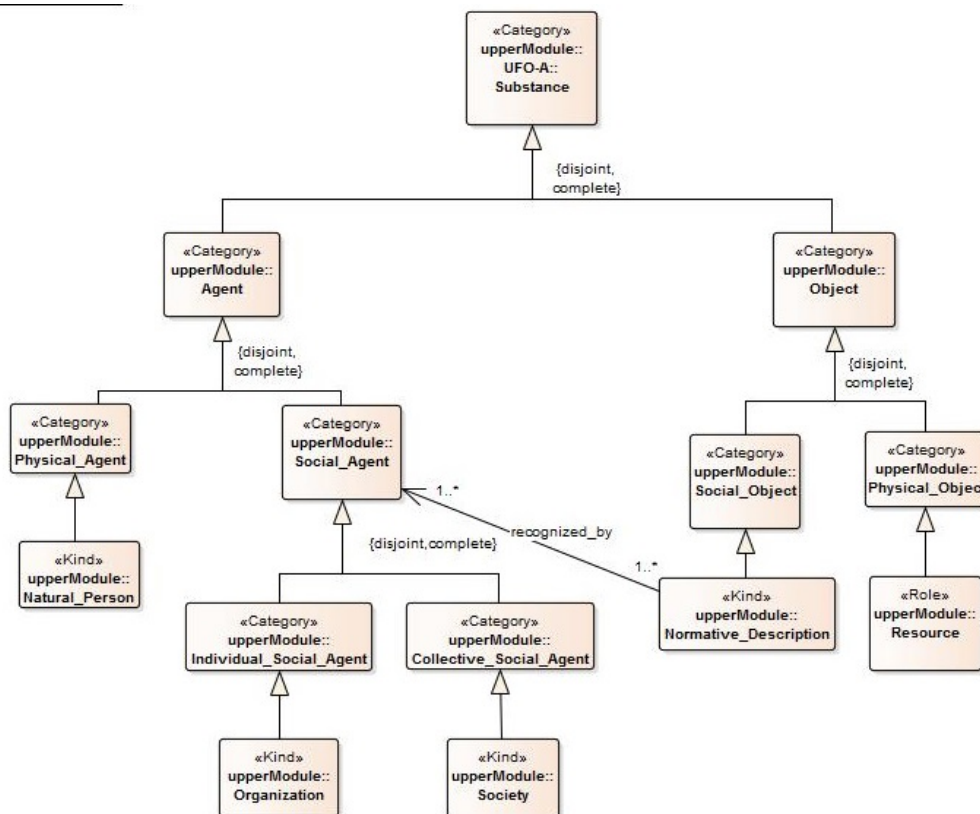 «Category»
upperModule::
UFO-A::
Substance
{disjoint,
complete}
«Category»
upperModule::
Agent
«Category»
upperModule::
Object
{disjoint,
complete}
{disjoint,
complete}
«Category»
upperModule::
Physical_Agent
«Category»
upperModule::
Social_Agent
«Category»
upperModule::
Social_Object
«Category»
upperModule::
Physical_Objec
1..*
recognized_by
1..*
{disjoint,complete}
«Kind»
upperModule::
Natural_Person
«Category»
upperModule::
Individual_Social_Agent
«Category»
upperModule::
Collective_Social_Agent
«Kind»
upperModule::
Normative_Description
«Role»
upperModule::
Resource
«Kind»
upperModule::
Organization
«Kind»
upperModule::
Society